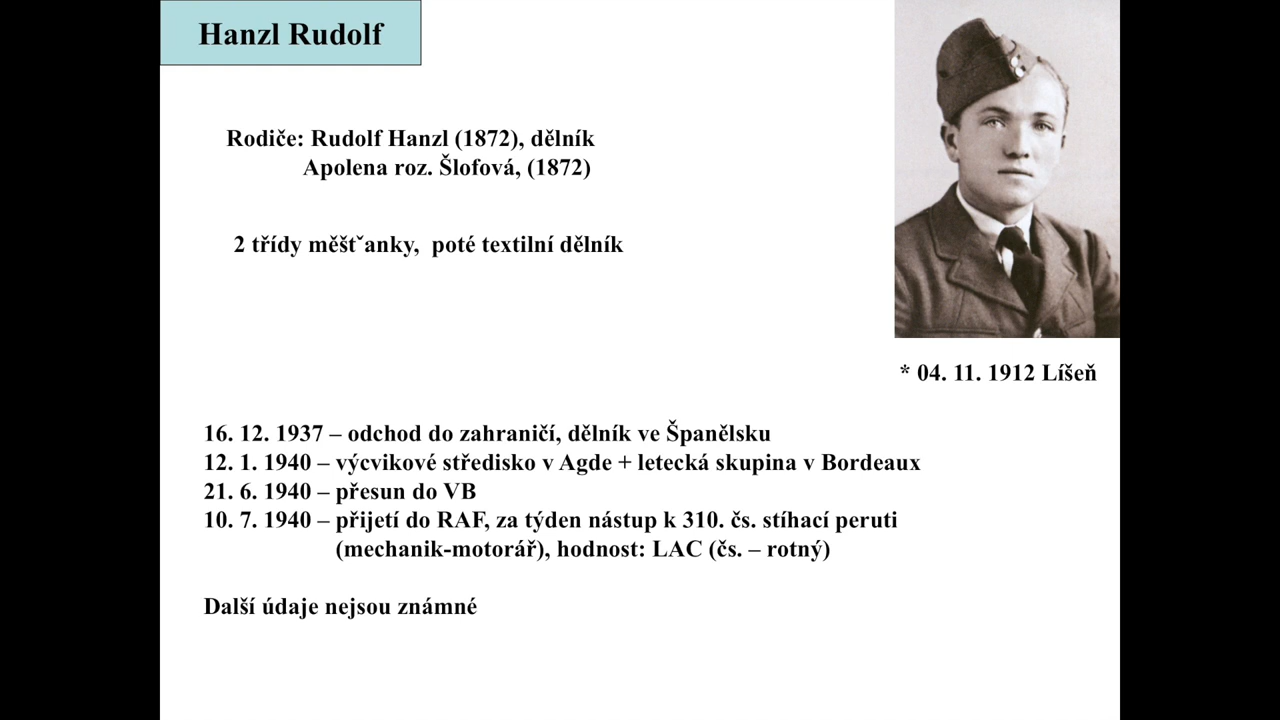 Hanzl Rudolf
Rodiče: Rudolf Hanzl (1872), dělník
Apolena roz. Šlofová, (1872)
2 třídy měštˇanky, poté textilní dělník
* 04. 11. 1912 Líšeň
16. 12. 1937 – odchod do zahraničí, dělník ve Španělsku
12. 1. 1940 – výcvikové středisko v Agde + letecká skupina v Bordeaux
21. 6. 1940 – přesun do VB
10. 7. 1940 – přijetí do RAF, za týden nástup k 310. čs. stíhací peruti
(mechanik-motorář), hodnost: LAC (čs. – rotný)
Další údaje nejsou známné